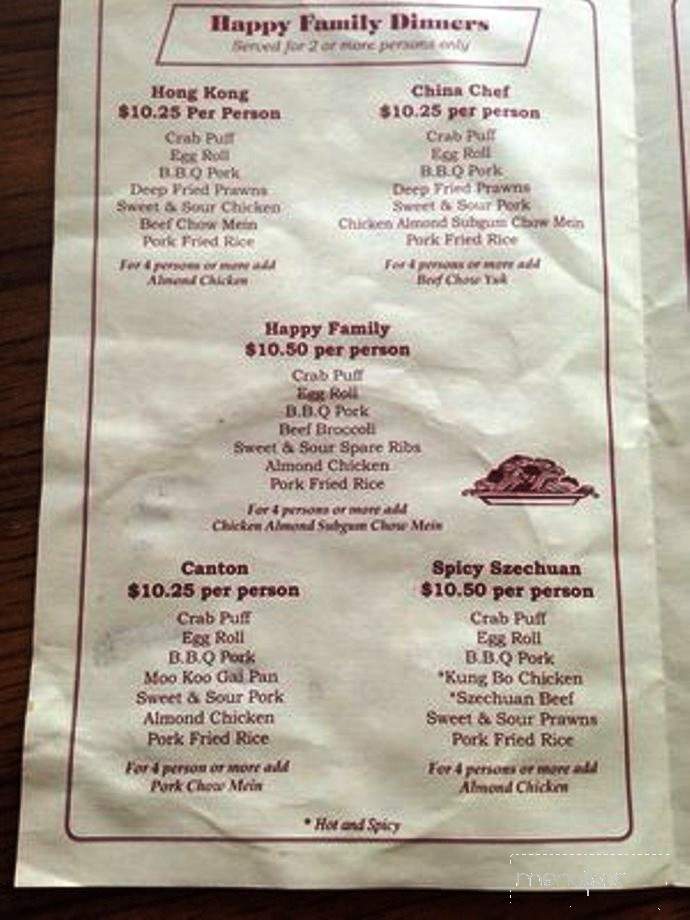 Happy Family Dinners
Served for 2 or more persons only
Hong Kong
$10.25 Per Person
Crab Puff
Egg Roll
B.B.Q Pork
Deep Fried Prawns
Sweet & Sour Chicken
Beef Chow Mein
Pork Fried Rice
For 4 persons or more add
Almond Chicken
China Chef
$10.25 per person
Crab Puff
Egg Roll
B.B.Q Pork
Deep Fried Prawns
Sweet & Sour Pork
Chicken Almond Subgum Chow Mein
Pork Fried Rice
For 4 persons or more add
Beef Chow Yuk
Happy Family
$10.50 per person
Crab Puff
Egg Roll
B.B.Q Pork
Beef Broccoli
Sweet & Sour Spare Ribs
Almond Chicken
Pork Fried Rice
For 4 persons or more add
Chicken Almond Subgum Chow Mein
Canton
$10.25 per person
Crab Puff
Egg Roll
B.B.Q Pork
Moo Koo Gai Pan
Sweet & Sour Pork
Almond Chicken
Pork Fried Rice
For 4 person or more add
Pork Chow Mein
Spicy Szechuan
$10.50 per person
Crab Puff
Egg Roll
B.B.Q Pork
*Kung Bo Chicken
*Szechuan Beef
Sweet & Sour Prawns
Pork Fried Rice
For 4 persons or more add
Almond Chicken
* Hot and Spicy